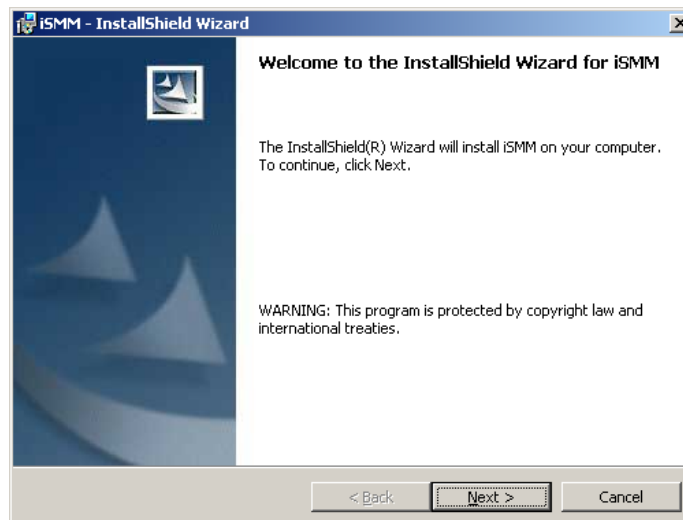 iSMM - InstallShield Wizard
Welcome to the InstallShield Wizard for iSMM
The InstallShield(R) Wizard will install iSMM on your computer.
To continue, click Next.
WARNING: This program is protected by copyright law and
international treaties.
< Back
Next >
Cancel